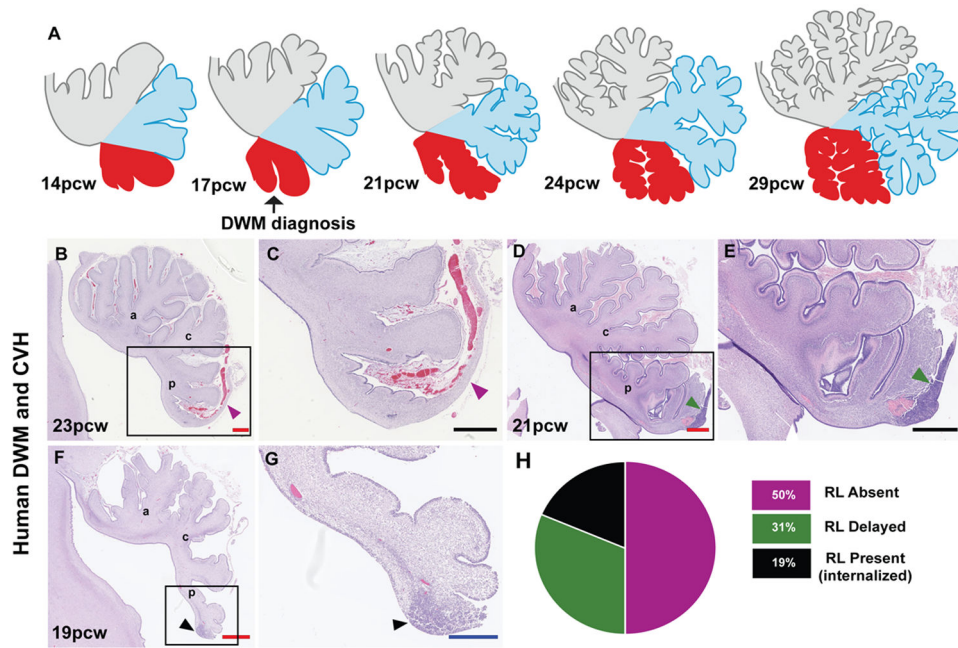 A
14pcw
17pcw
21pcw
24pcw
29pcw
DWM diagnosis
Human DWM and CVH
B
a
c
p
23pcw
C
D
a
c
p
21pcw
E
F
a
c
p
19pcw
G
H
50% RL Absent
31% RL Delayed
19% RL Present
(internalized)